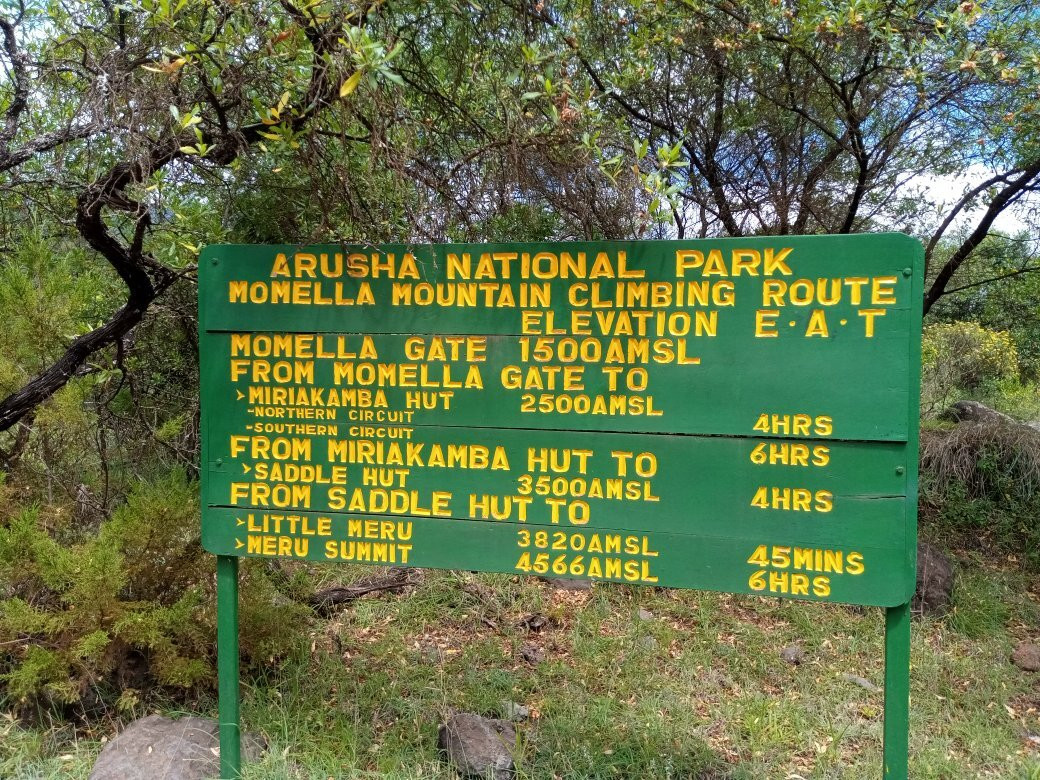 ARUSHA NATIONAL PARK
MOMELLA MOUNTAIN CLIMBING ROUTE
ELEVATION E·A·T
MOMELLA GATE 1500AMSL
FROM MOMELLA GATE TO
>MIRIAKAMBA HUT 2500AMSL
-NORTHERN CIRCUIT 4HRS
-SOUTHERN CIRCUIT 6HRS
FROM MIRIAKAMBA HUT TO
>SADDLE HUT 3500AMSL 4HRS
FROM SADDLE HUT TO
>LITTLE MERU 3820AMSL 45MINS
>MERU SUMMIT 4566AMSL 6HRS